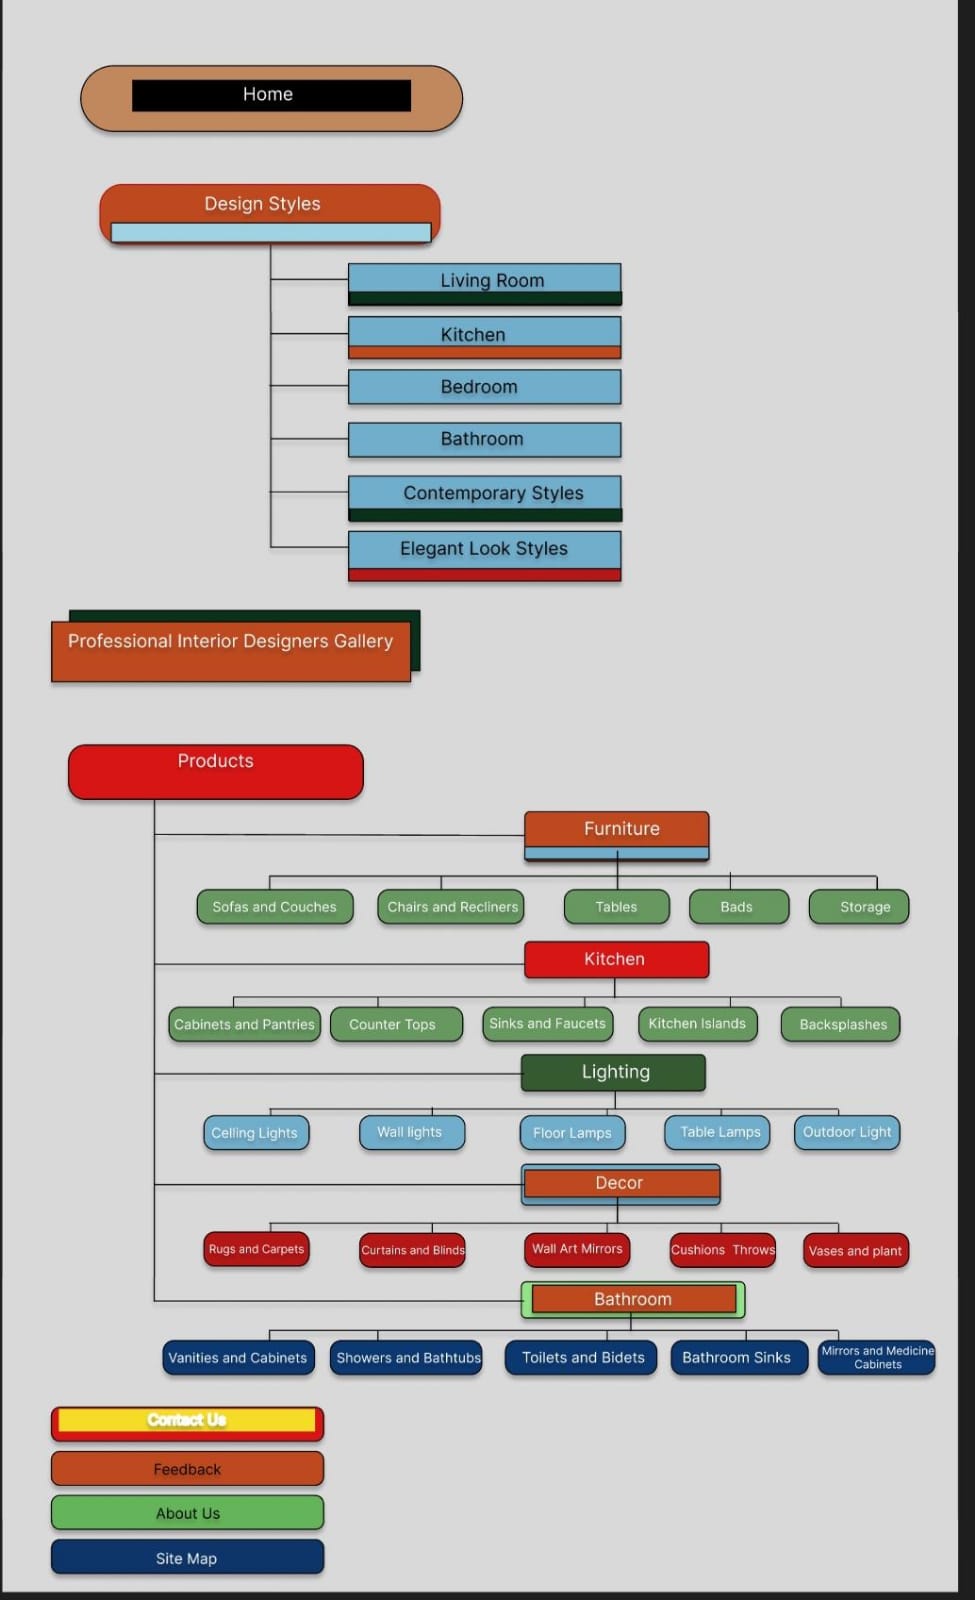 Home
Design Styles
Living Room
Kitchen
Bedroom
Bathroom
Contemporary Styles
Elegant Look Styles
Professional Interior Designers Gallery
Products
Furniture
Sofas and Couches
Chairs and Recliners
Tables
Bads
Storage
Kitchen
Cabinets and Pantries
Counter Tops
Sinks and Faucets
Kitchen Islands
Backsplashes
Lighting
Celling Lights
Wall lights
Floor Lamps
Table Lamps
Outdoor Light
Decor
Rugs and Carpets
Curtains and Blinds
Wall Art Mirrors
Cushions  Throws
Vases and plant
Bathroom
Vanities and Cabinets
Showers and Bathtubs
Toilets and Bidets
Bathroom Sinks
Mirrors and Medicine
Cabinets
Contact Us
Feedback
About Us
Site Map